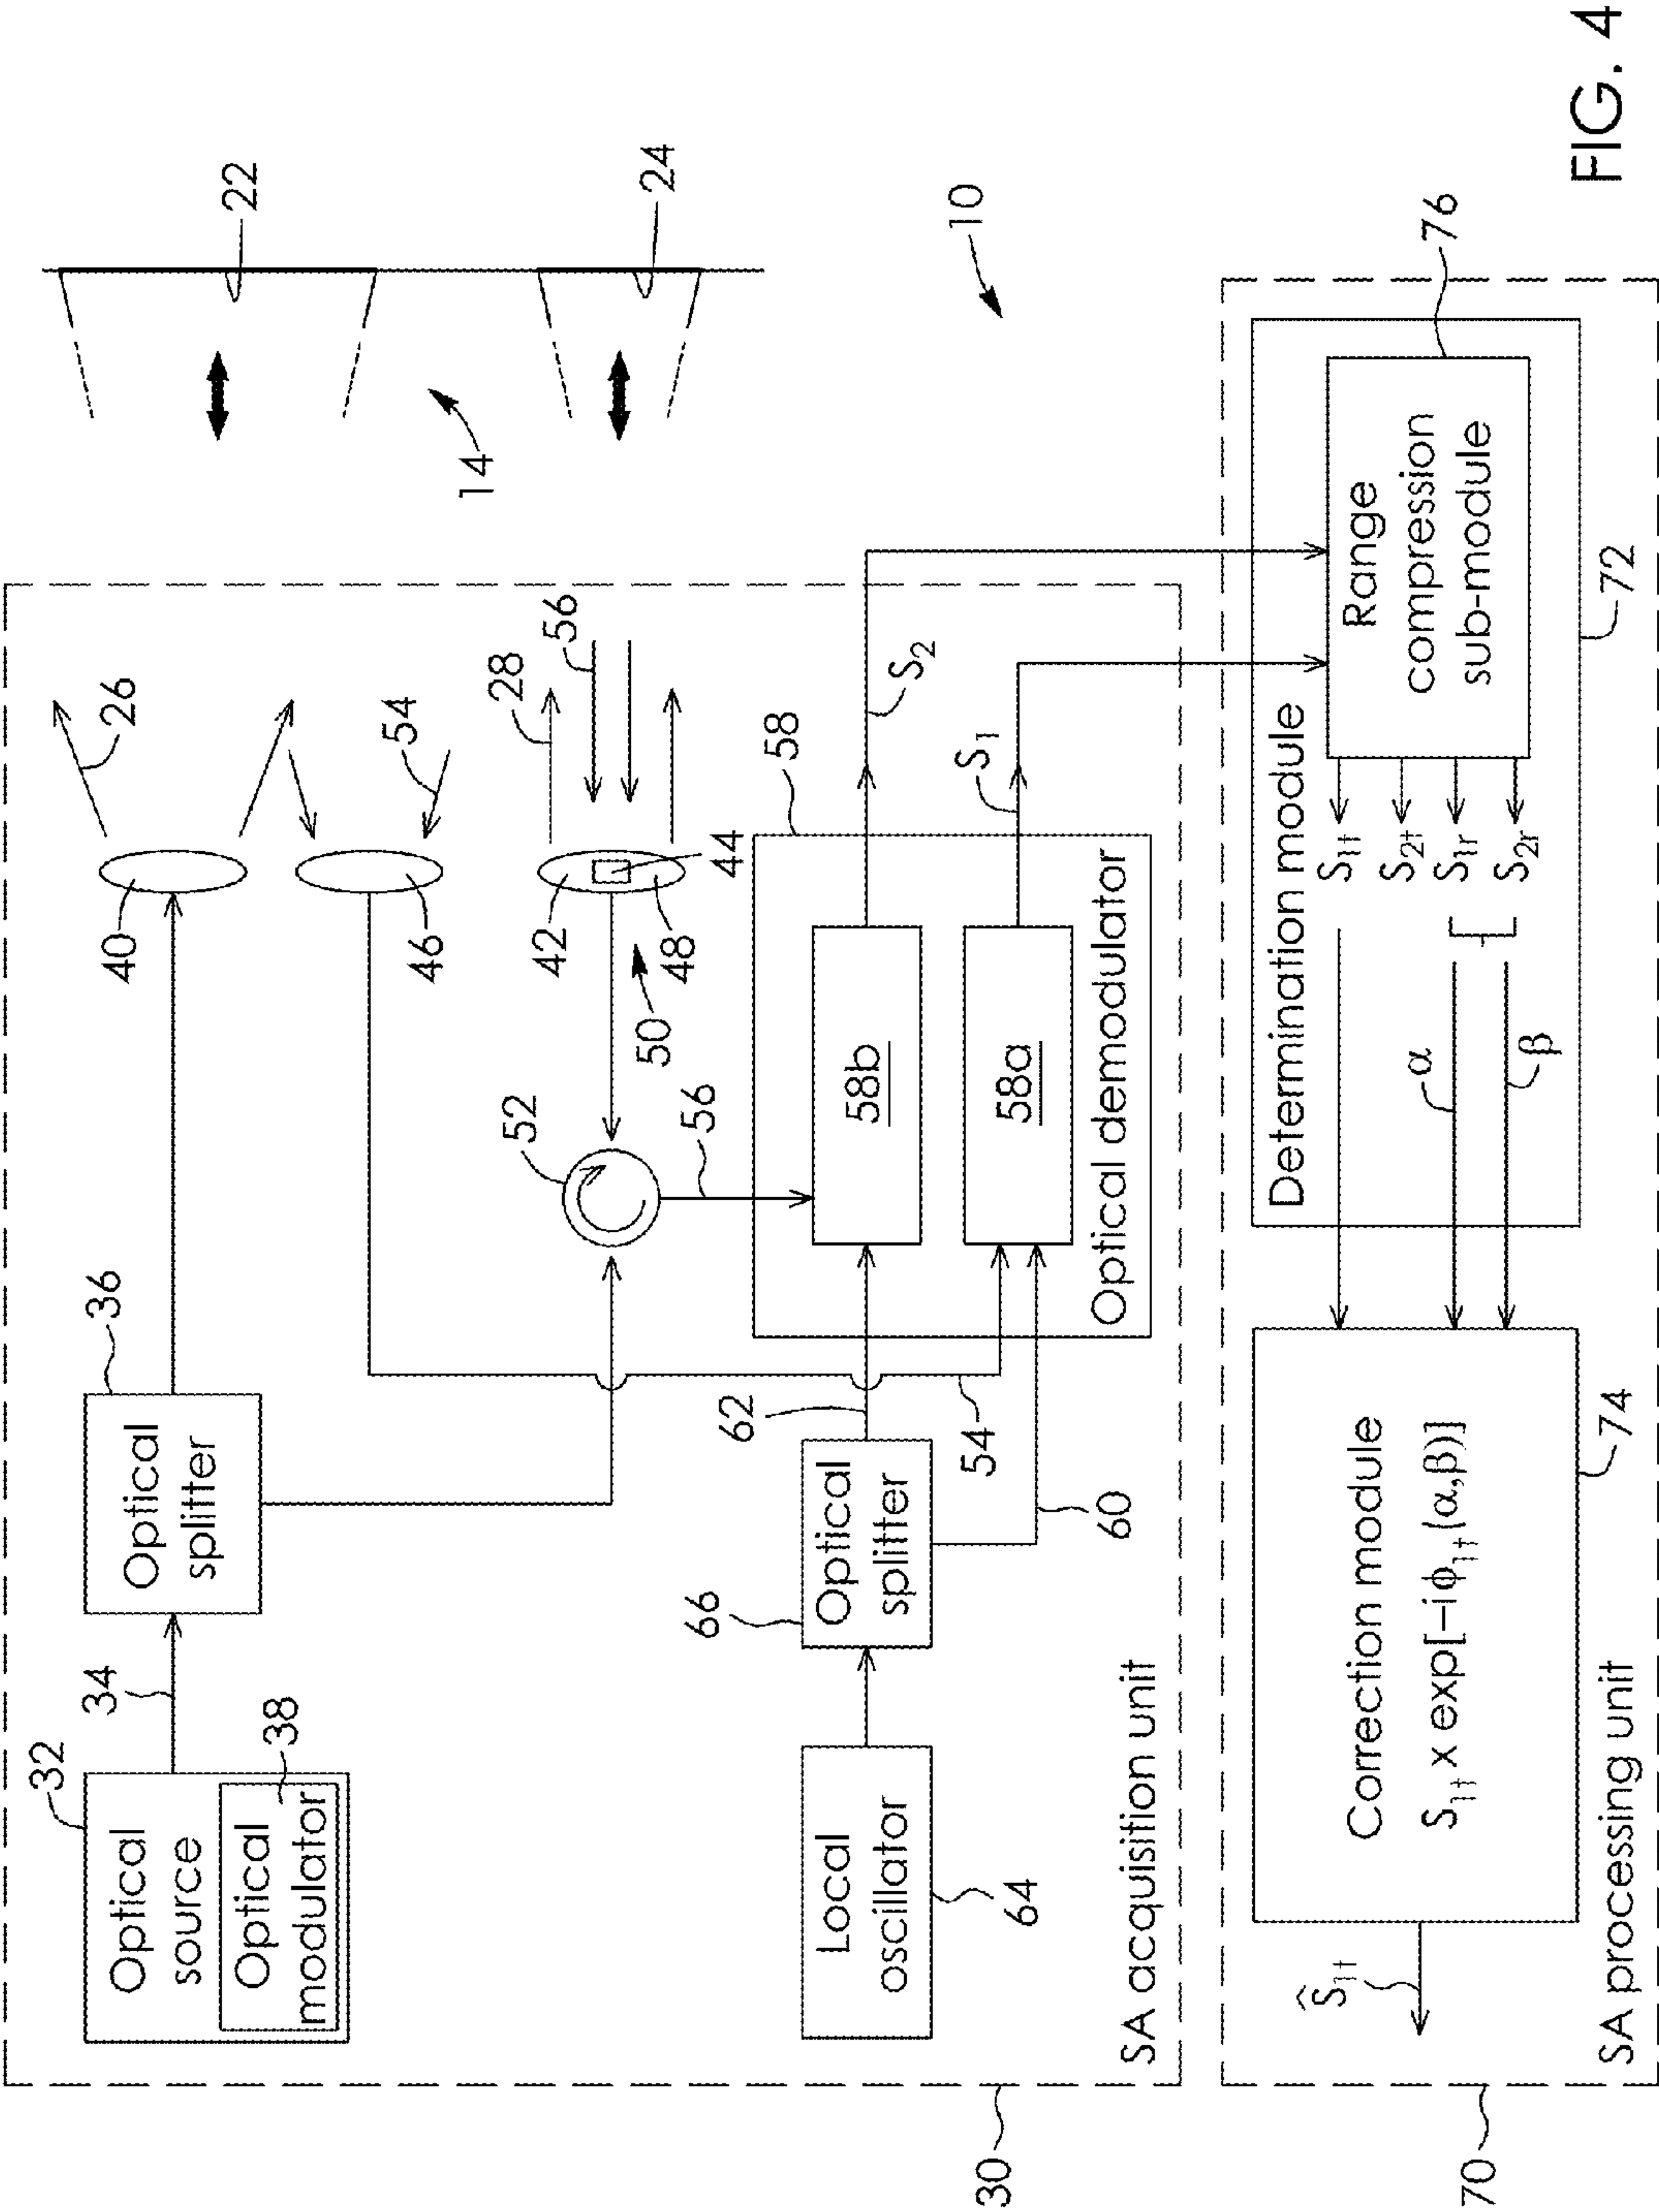 32
Optical
source
Optical
modulator
38
34
36
Optical
splitter
40
26
46
54
22
14
24
10
52
42
44
48
50
28
56
56
58
58b
58a
Optical demodulator
S₂
S₁
62
54
60
66
Optical
splitter
Local
oscillator
64
SA acquisition unit
30
Determination module
Range
compression
sub-module
76
72
S₁ₜ
S₂ₜ
S₁ᵣ
S₂ᵣ
α
β
Correction module
S₁ₜ x exp[−iϕ₁ₜ(α,β)]
74
Ŝ₁ₜ
SA processing unit
70
FIG. 4